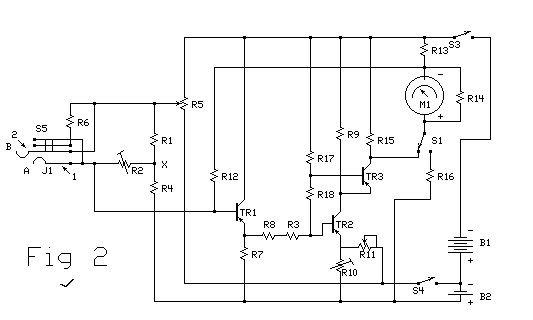 S3
R13
−
M1
+
R14
R5
R6
S5
2
B
A
J1
1
R1
R2
X
R4
R12
R17
R18
R9
R15
S1
TR3
R16
TR1
R8
R3
TR2
R7
R11
R10
−
B1
+
S4
−
B2
+
Fig 2